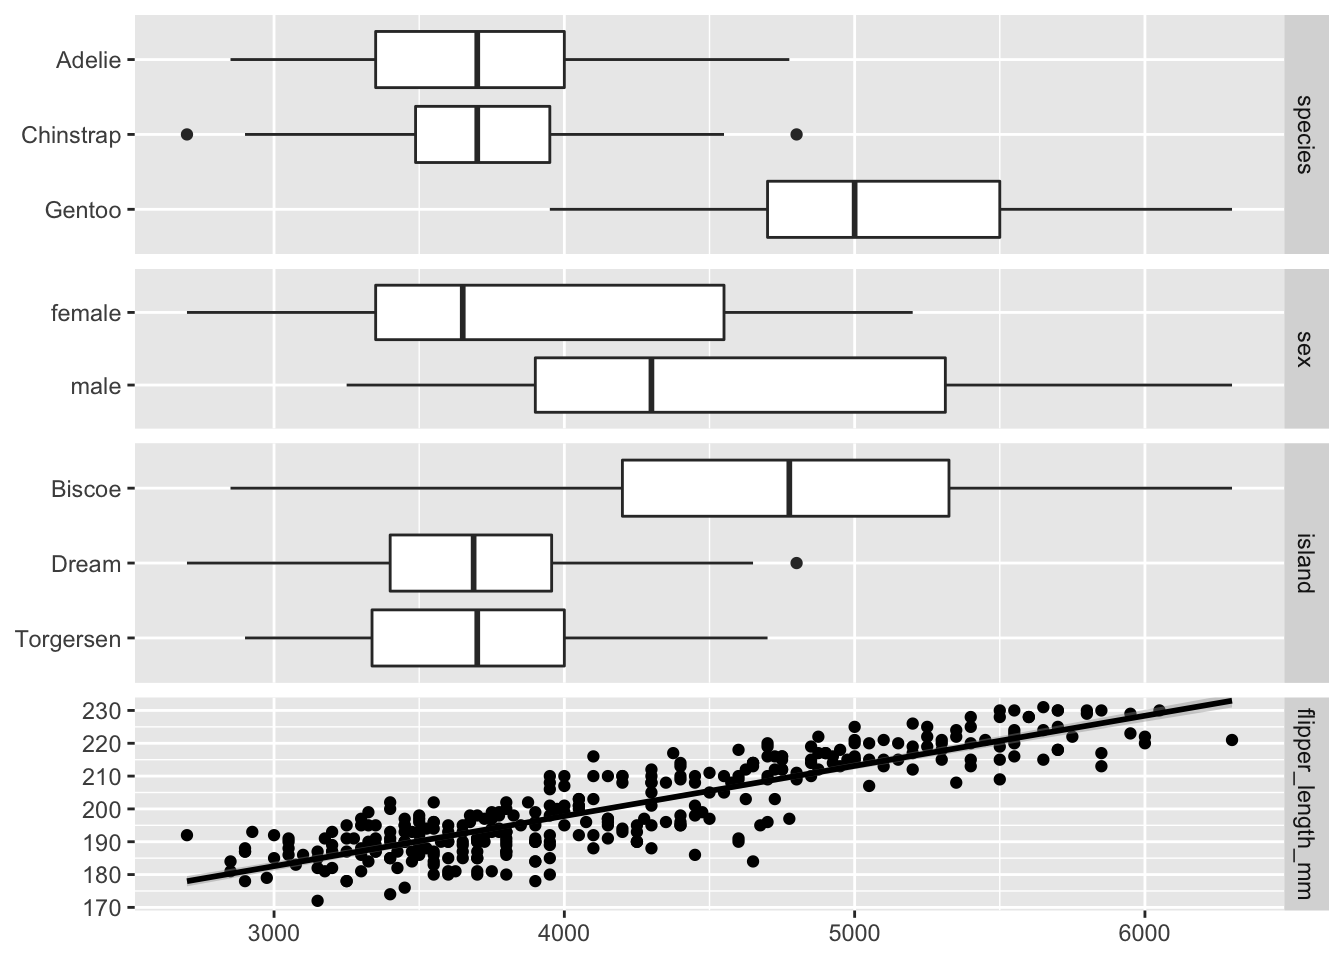 Adelie
Chinstrap
Gentoo
species
female
male
sex
Biscoe
Dream
Torgersen
island
230
220
210
200
190
180
170
flipper_length_mm
3000 4000 5000 6000